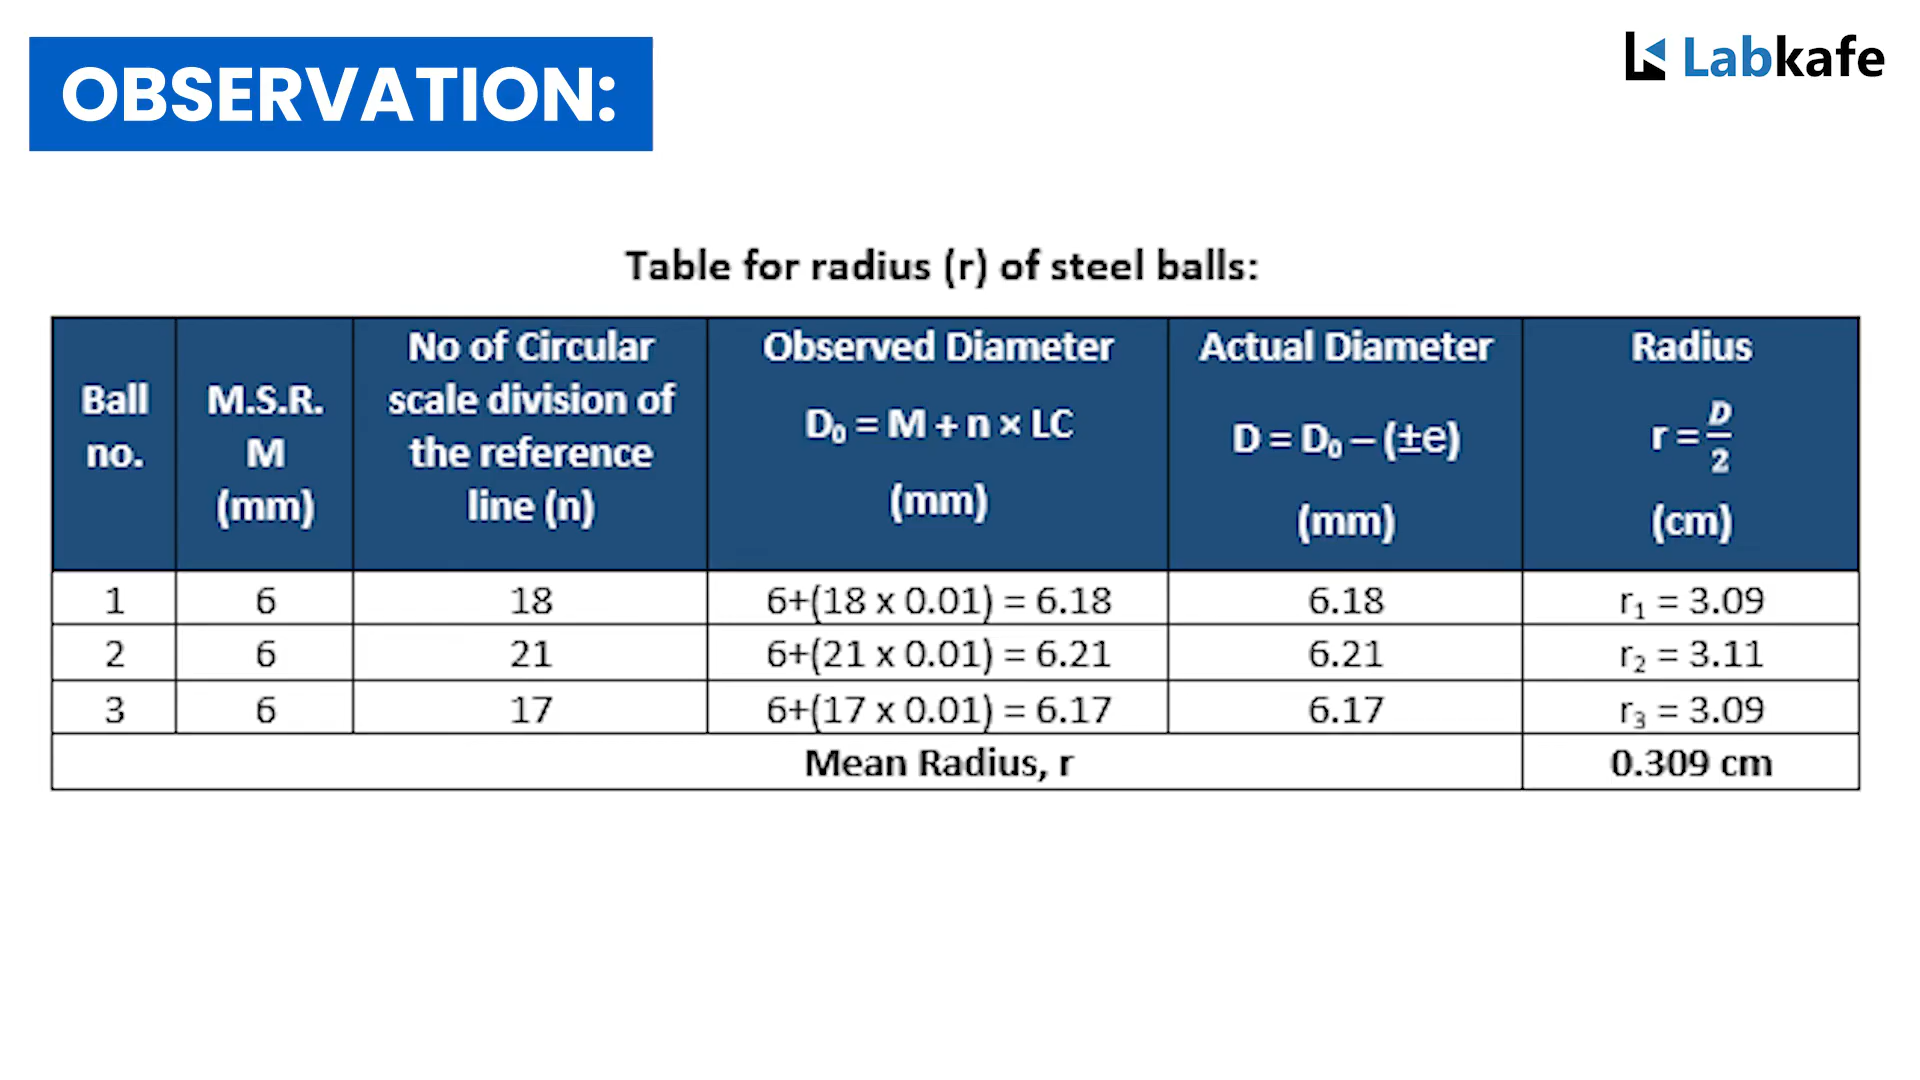 OBSERVATION:
Labkafe
Table for radius (r) of steel balls:
Ball no.
M.S.R. M (mm)
No of Circular scale division of the reference line (n)
Observed Diameter D₀ = M + n × LC (mm)
Actual Diameter D = D₀ – (±e) (mm)
Radius r = D/2 (cm)
1 6 18 6+(18 x 0.01) = 6.18 6.18 r₁ = 3.09
2 6 21 6+(21 x 0.01) = 6.21 6.21 r₂ = 3.11
3 6 17 6+(17 x 0.01) = 6.17 6.17 r₃ = 3.09
Mean Radius, r 0.309 cm